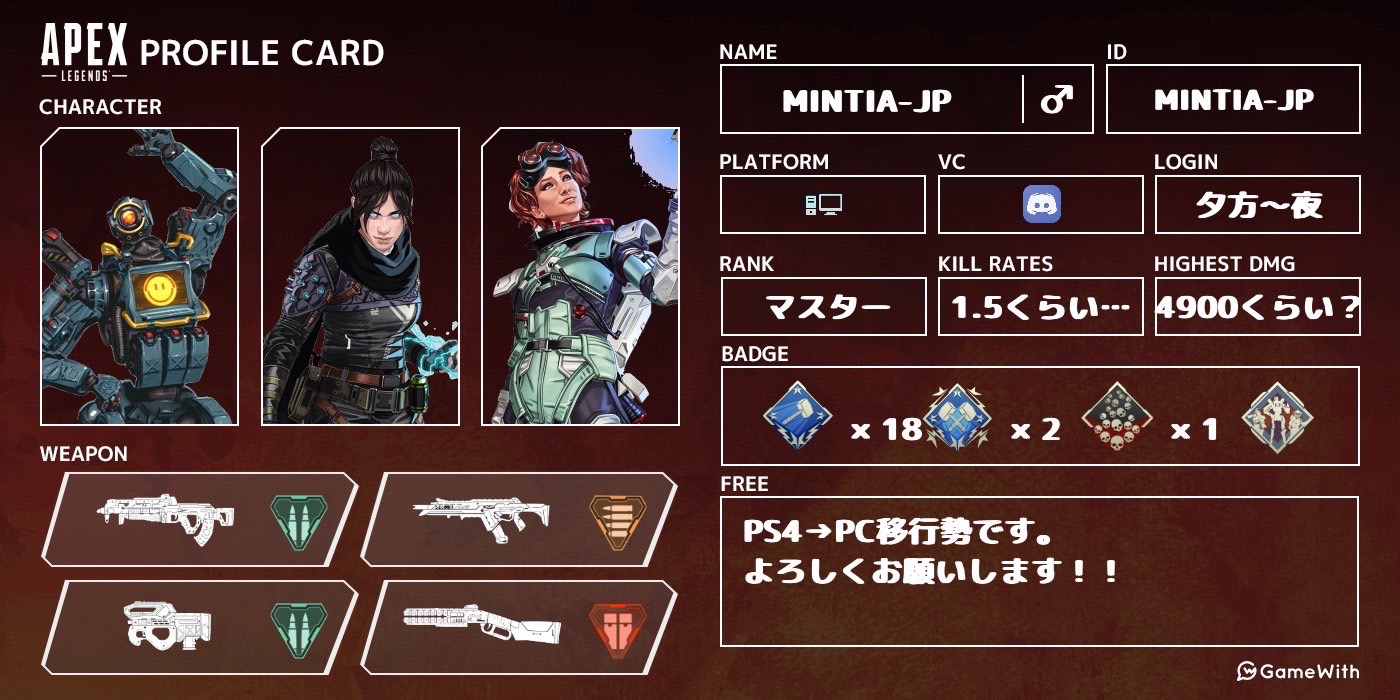 APEX
LEGENDS
PROFILE CARD
CHARACTER
WEAPON
NAME
MINTIA-JP
♂
ID
MINTIA-JP
PLATFORM
VC
LOGIN
夕方～夜
RANK
マスター
KILL RATES
1.5くらい…
HIGHEST DMG
4900くらい？
BADGE
x 18
x 2
x 1
FREE
PS4→PC移行勢です。
よろしくお願いします！！
GameWith